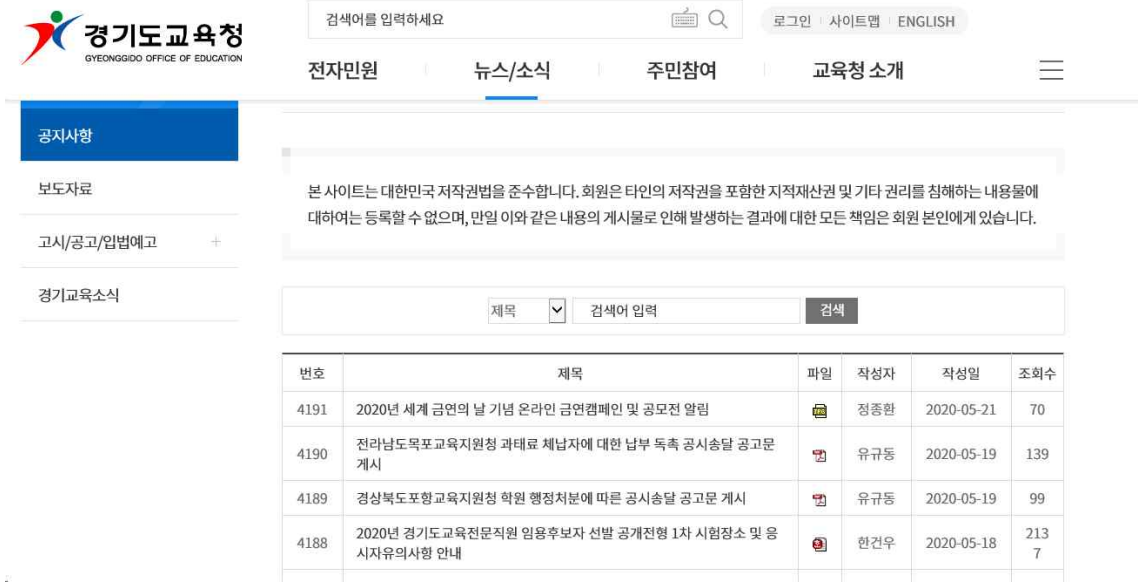 경기도교육청
GYEONGGIDO OFFICE OF EDUCATION
검색어를 입력하세요
로그인 사이트맵 ENGLISH
전자민원 뉴스/소식 주민참여 교육청 소개
공지사항
보도자료
고시/공고/입법예고 +
경기교육소식
본 사이트는 대한민국 저작권법을 준수합니다. 회원은 타인의 저작권을 포함한 지적재산권 및 기타 권리를 침해하는 내용물에
대하여는 등록할 수 없으며, 만일 이와 같은 내용의 게시물로 인해 발생하는 결과에 대한 모든 책임은 회원 본인에게 있습니다.
제목 검색어 입력 검색
번호 제목 파일 작성자 작성일 조회수
4191 2020년 세계 금연의 날 기념 온라인 금연캠페인 및 공모전 알림 정종환 2020-05-21 70
4190 전라남도목포교육지원청 과태료 체납자에 대한 납부 독촉 공시송달 공고문 유규동 2020-05-19 139
게시
4189 경상북도포항교육지원청 학원 행정처분에 따른 공시송달 공고문 게시 유규동 2020-05-19 99
4188 2020년 경기도교육전문직원 임용후보자 선발 공개전형 1차 시험장소 및 응 한건우 2020-05-18 213
시자유의사항 안내 7